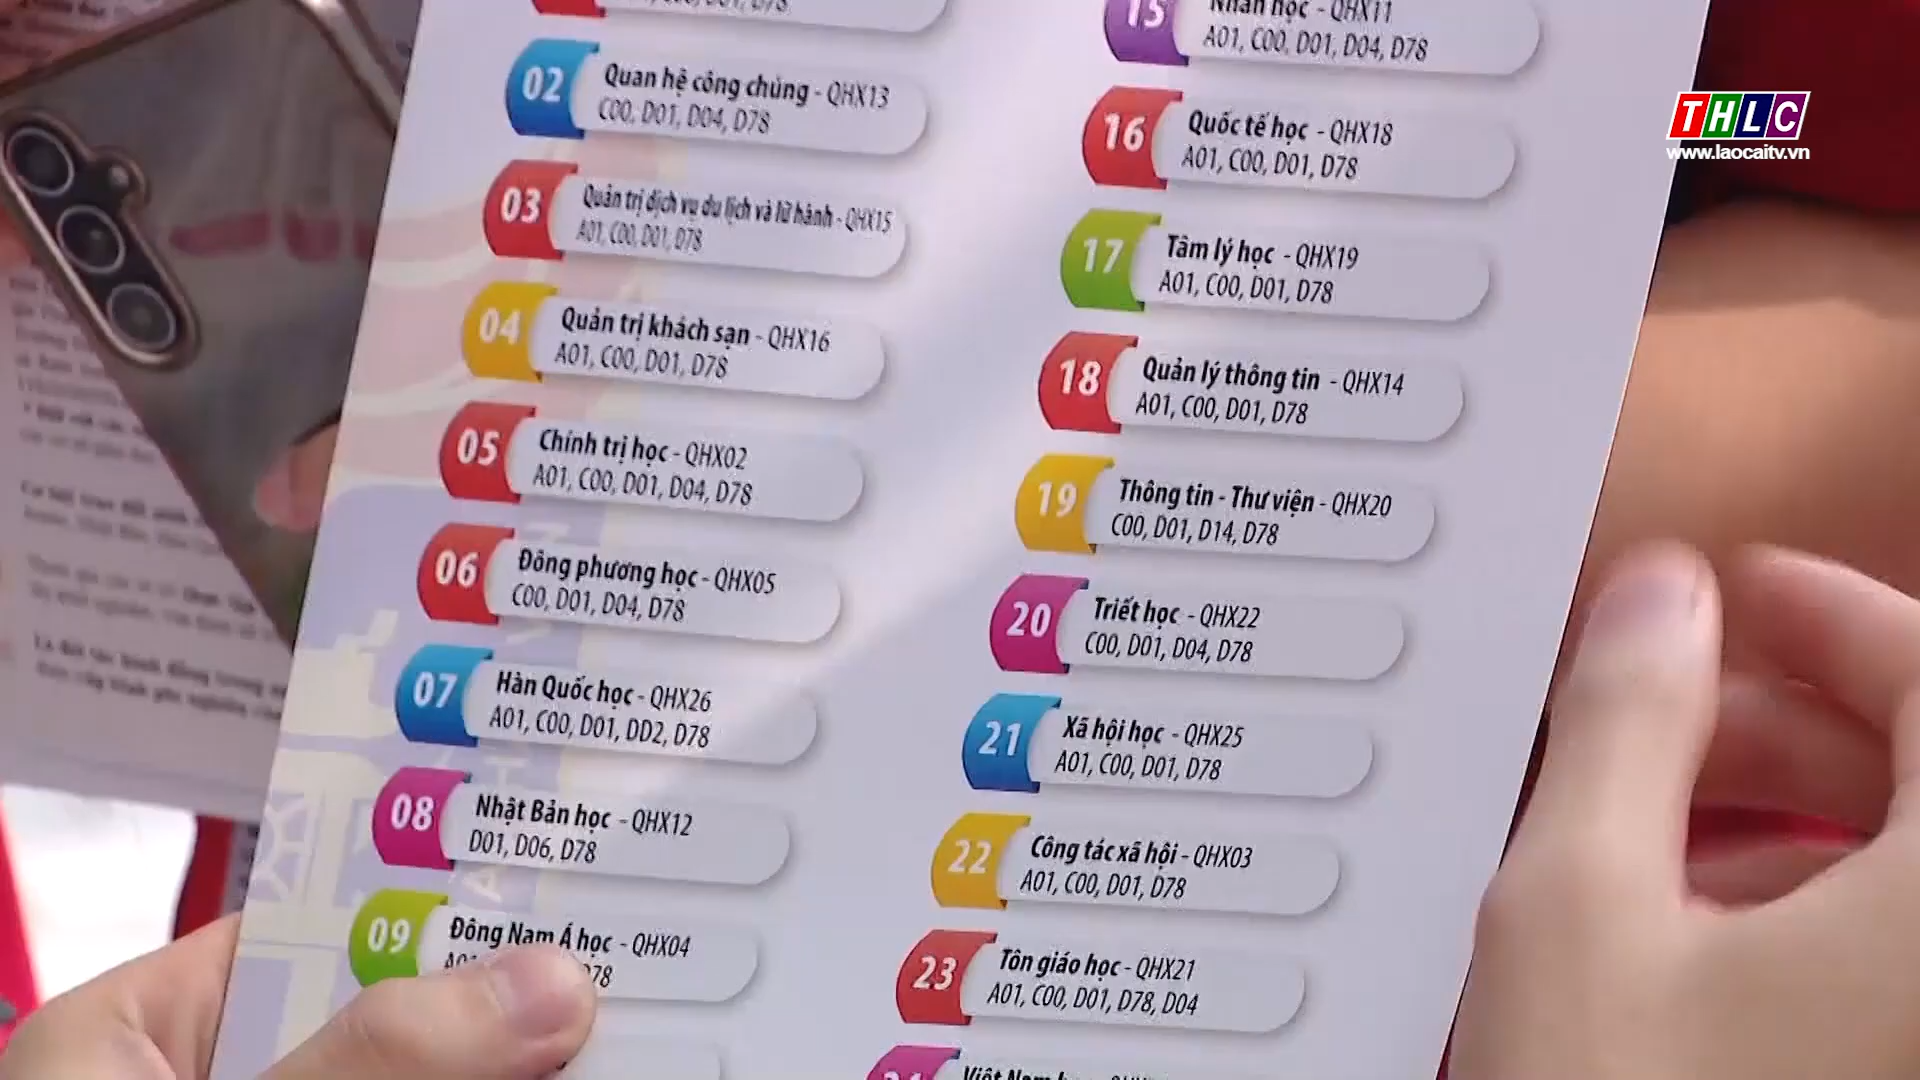 02
Quan hệ công chúng - QHX13
C00, D01, D04, D78
03
Quản trị dịch vụ du lịch và lữ hành - QHX15
A01, C00, D01, D78
04
Quản trị khách sạn - QHX16
A01, C00, D01, D78
05
Chính trị học - QHX02
A01, C00, D01, D04, D78
06
Đông phương học - QHX05
C00, D01, D04, D78
07
Hàn Quốc học - QHX26
A01, C00, D01, DD2, D78
08
Nhật Bản học - QHX12
D01, D06, D78
09
Đông Nam Á học - QHX04
15
Nhân học - QHX11
A01, C00, D01, D04, D78
16
Quốc tế học - QHX18
A01, C00, D01, D78
17
Tâm lý học - QHX19
A01, C00, D01, D78
18
Quản lý thông tin - QHX14
A01, C00, D01, D78
19
Thông tin - Thư viện - QHX20
C00, D01, D14, D78
20
Triết học - QHX22
C00, D01, D04, D78
21
Xã hội học - QHX25
A01, C00, D01, D78
22
Công tác xã hội - QHX03
A01, C00, D01, D78
23
Tôn giáo học - QHX21
A01, C00, D01, D78, D04
THLC
www.laocaitv.vn